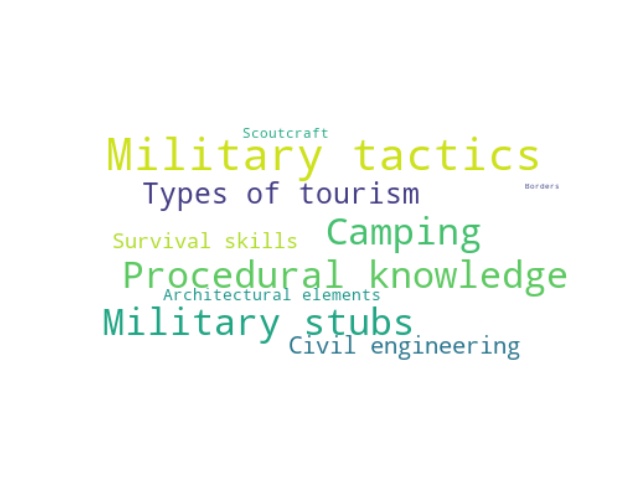 Scoutcraft
Military tactics
Types of tourism
Borders
Camping
Survival skills
Procedural knowledge
Architectural elements
Military stubs
Civil engineering